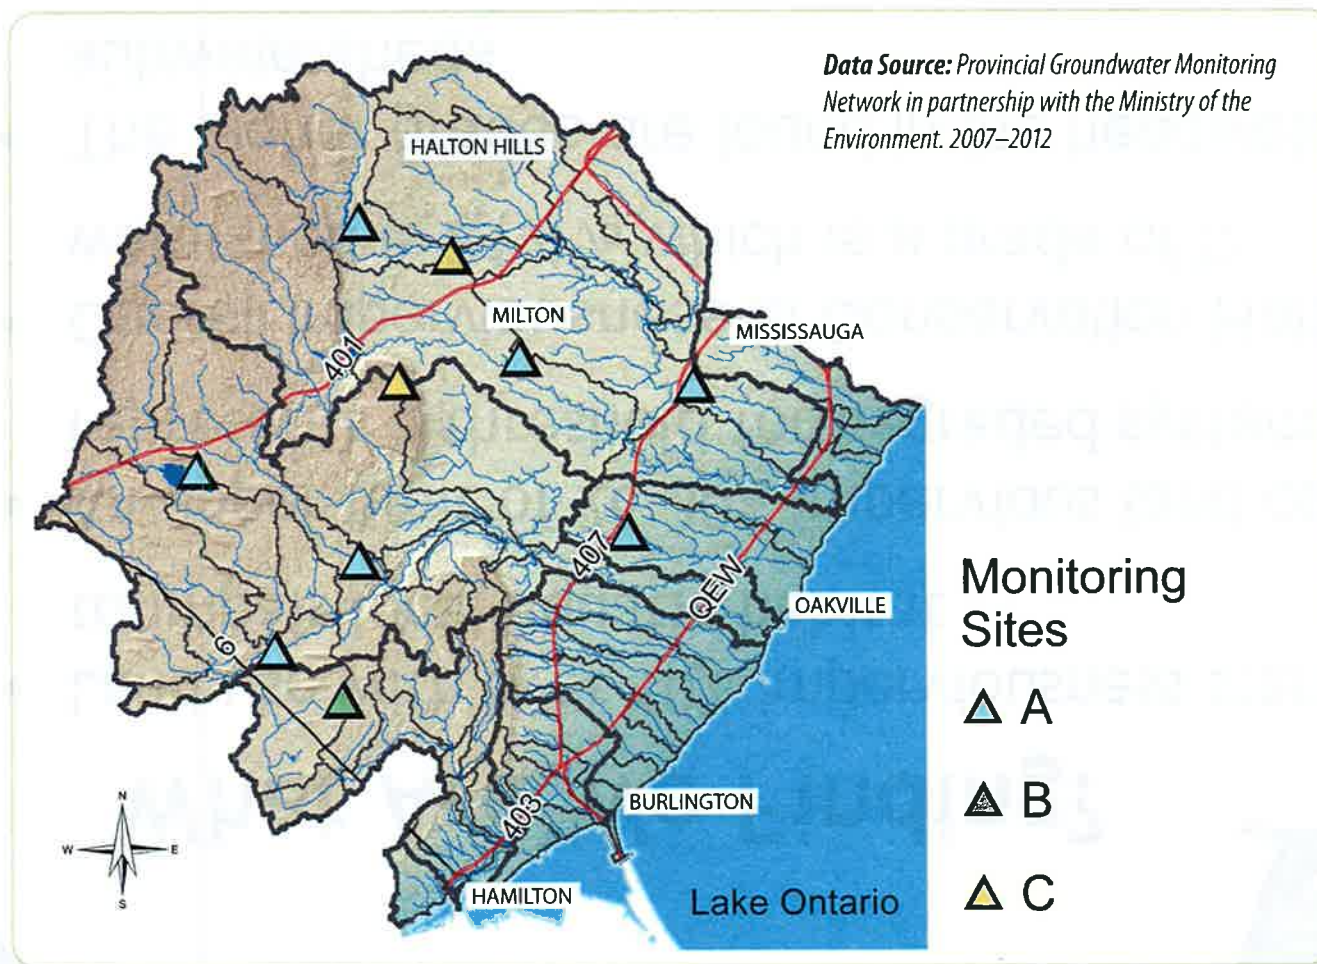 Data Source: Provincial Groundwater Monitoring
Network in partnership with the Ministry of the
Environment. 2007–2012
HALTON HILLS
MILTON
MISSISSAUGA
401
407
QEW
OAKVILLE
6
BURLINGTON
403
HAMILTON
Lake Ontario
N
W
E
S
Monitoring
Sites
A
B
C